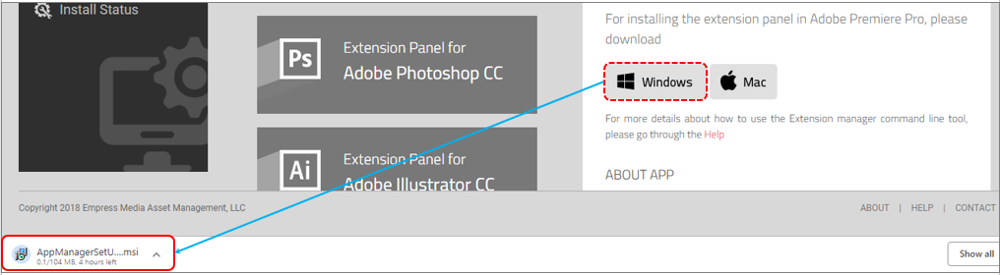 Install Status
Ps
Extension Panel for
Adobe Photoshop CC
Ai
Extension Panel for
Adobe Illustrator CC
For installing the extension panel in Adobe Premiere Pro, please
download
Windows
Mac
For more details about how to use the Extension manager command line tool,
please go through the Help
ABOUT APP
Copyright 2018 Empress Media Asset Management, LLC
ABOUT | HELP | CONTACT
AppManagerSetU....msi
0.1/104 MB, 4 hours left
Show all